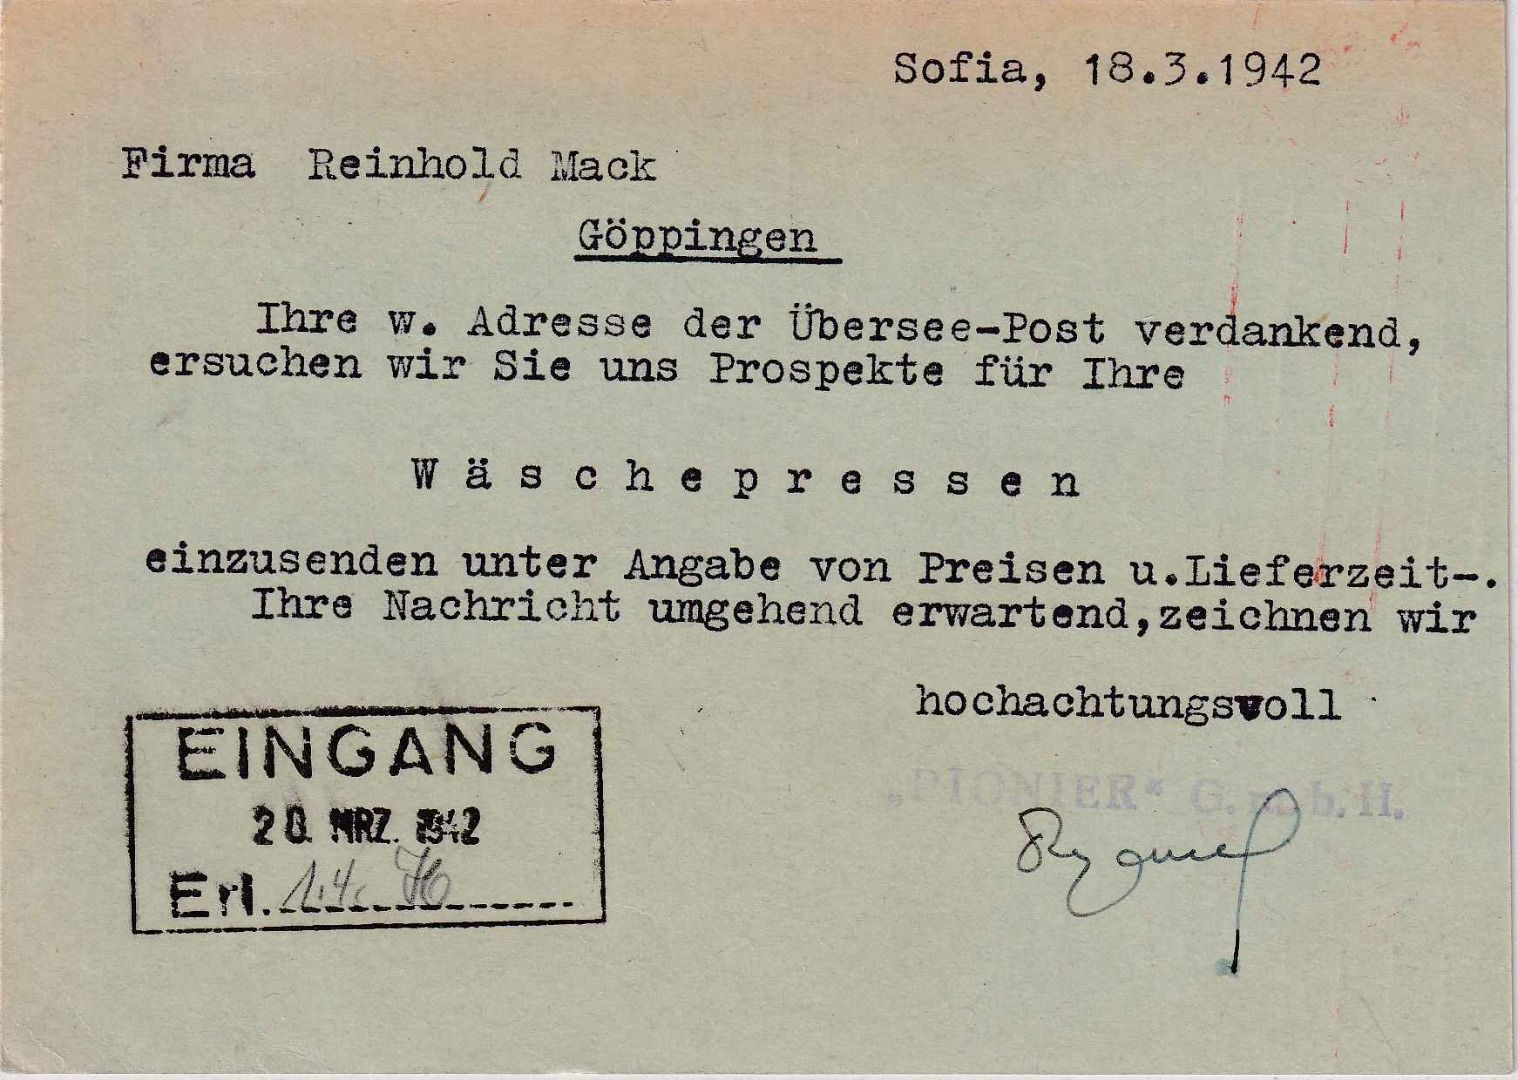 Sofia, 18.3.1942
Firma Reinhold Mack
Göppingen
Ihre w. Adresse der Übersee-Post verdankend,
ersuchen wir Sie uns Prospekte für Ihre
W ä s c h e p r e s s e n
einzusenden unter Angabe von Preisen u.Lieferzeit-.
Ihre Nachricht umgehend erwartend,zeichnen wir
hochachtungsvoll
„PIONIER“ G.m.b.H.
EINGANG
20. MRZ. 1942
Erl. 1.4.